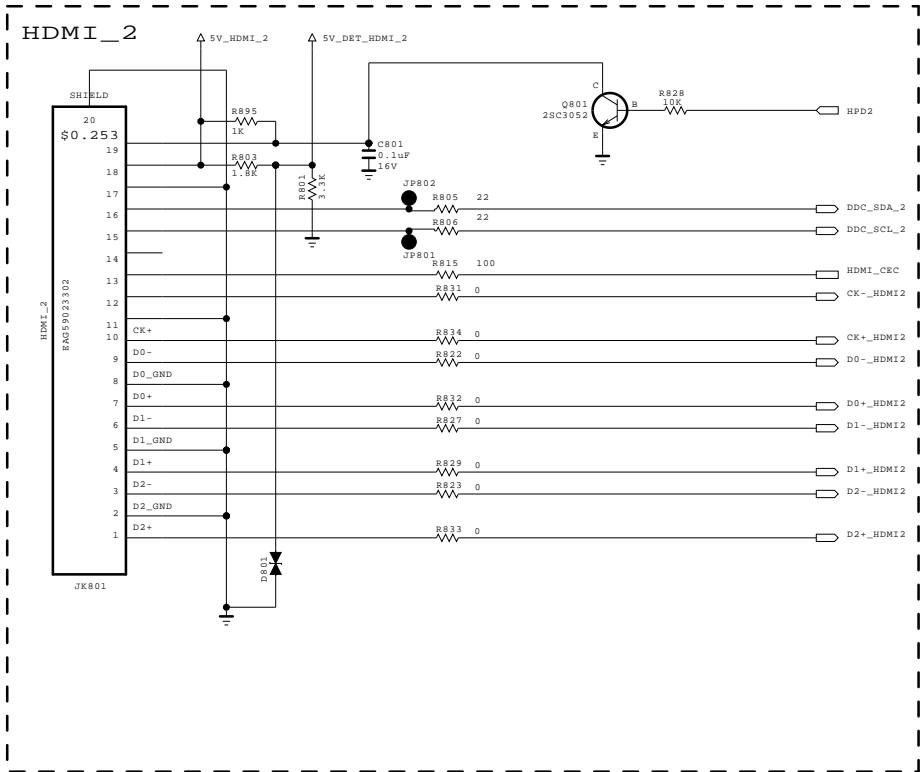 HDMI_2
5V_HDMI_2
5V_DET_HDMI_2
SHIELD
20
$0.253
19
18
17
16
15
14
13
12
11
10
9
8
7
6
5
4
3
2
1
HDMI_2
EAG59023302
JK801
CK+
D0-
D0_GND
D0+
D1-
D1_GND
D1+
D2-
D2_GND
D2+
R895
1K
R803
1.8K
R801
3.3K
C801
0.1uF
16V
D801
Q801
2SC3052
C
B
E
R828
10K
HPD2
JP802
R805 22
DDC_SDA_2
R806 22
DDC_SCL_2
JP801
R815 100
HDMI_CEC
R831 0
CK-_HDMI2
R834 0
CK+_HDMI2
R822 0
D0-_HDMI2
R832 0
D0+_HDMI2
R827 0
D1-_HDMI2
R829 0
D1+_HDMI2
R823 0
D2-_HDMI2
R833 0
D2+_HDMI2